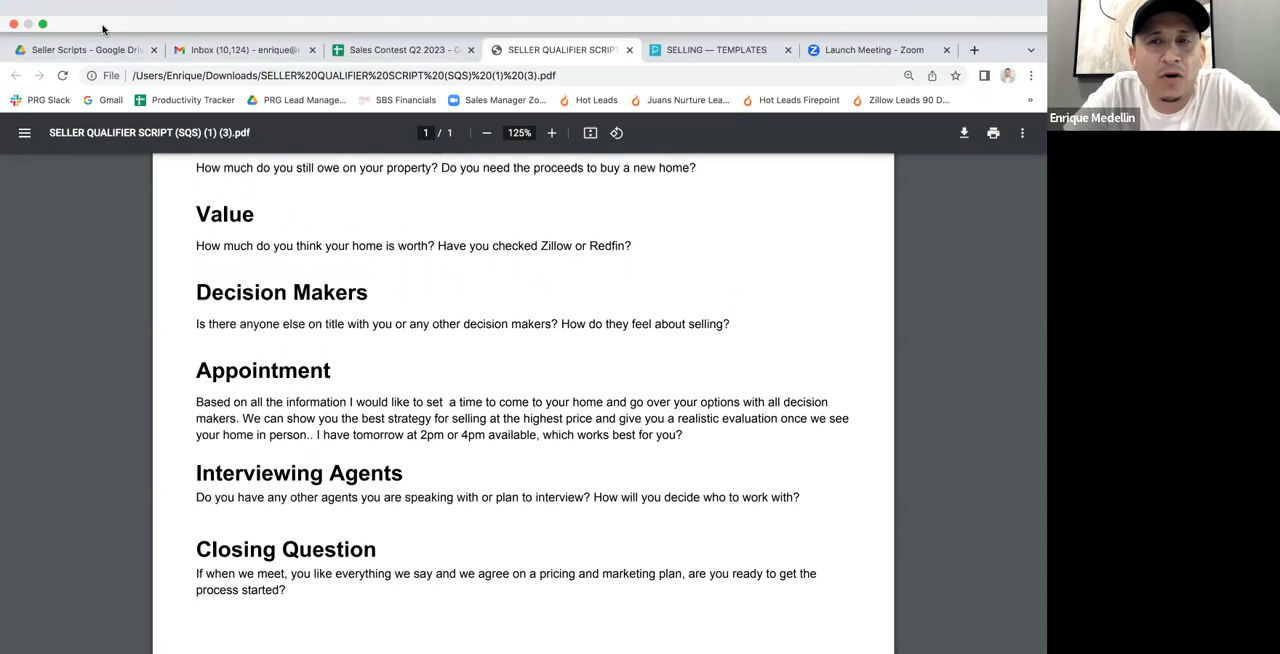 Seller Scripts - Google Dri
Inbox (10,124) - enrique@
Sales Contest Q2 2023 - G
SELLER QUALIFIER SCRIPT
SELLING — TEMPLATES
Launch Meeting - Zoom
File
/Users/Enrique/Downloads/SELLER%20QUALIFIER%20SCRIPT%20(SQS)%20(1)%20(3).pdf
PRG Slack
Gmail
Productivity Tracker
PRG Lead Manage...
SBS Financials
Sales Manager Zo...
Hot Leads
Juans Nurture Lea...
Hot Leads Firepoint
Zillow Leads 90 D...
Enrique Medellin
SELLER QUALIFIER SCRIPT (SQS) (1) (3).pdf
1 / 1
125%
How much do you still owe on your property? Do you need the proceeds to buy a new home?
Value
How much do you think your home is worth? Have you checked Zillow or Redfin?
Decision Makers
Is there anyone else on title with you or any other decision makers? How do they feel about selling?
Appointment
Based on all the information I would like to set a time to come to your home and go over your options with all decision
makers. We can show you the best strategy for selling at the highest price and give you a realistic evaluation once we see
your home in person.. I have tomorrow at 2pm or 4pm available, which works best for you?
Interviewing Agents
Do you have any other agents you are speaking with or plan to interview? How will you decide who to work with?
Closing Question
If when we meet, you like everything we say and we agree on a pricing and marketing plan, are you ready to get the
process started?